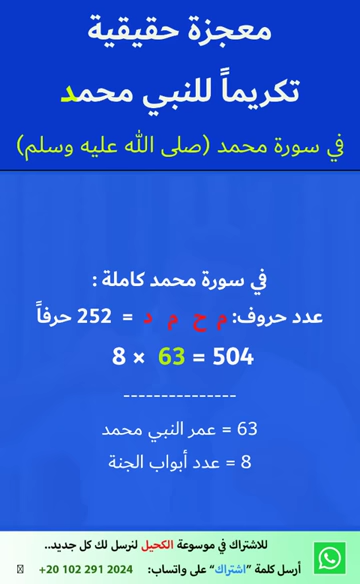 معجزة حقيقية
تكريماً للنبي محمد
في سورة محمد (صلى الله عليه وسلم)
في سورة محمد كاملة :
عدد حروف: م ح م د = 252 حرفاً
8 × 63 = 504
---------------
63 = عمر النبي محمد
8 = عدد أبواب الجنة
للاشتراك في موسوعة الكحيل لنرسل لك كل جديد..
أرسل كلمة "اشتراك" على واتساب: +20 102 291 2024